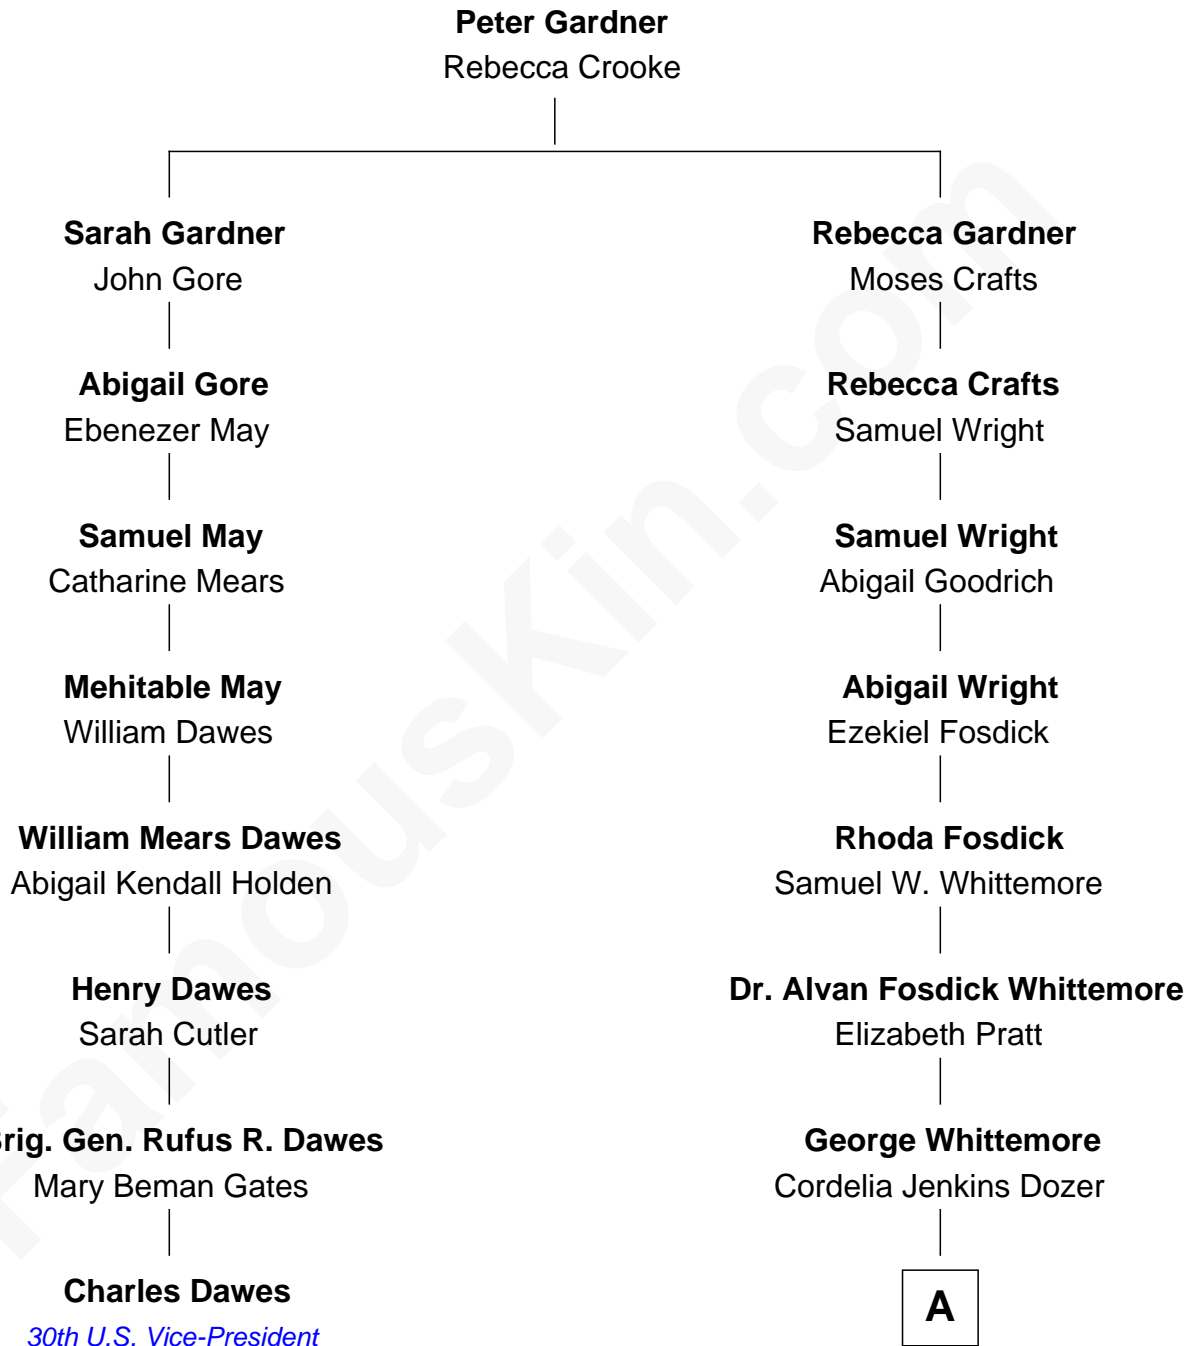 Peter Gardner
Rebecca Crooke
Sarah Gardner
John Gore
Rebecca Gardner
Moses Crafts
Abigail Gore
Ebenezer May
Rebecca Crafts
Samuel Wright
Samuel May
Catharine Mears
Samuel Wright
Abigail Goodrich
Mehitable May
William Dawes
Abigail Wright
Ezekiel Fosdick
William Mears Dawes
Abigail Kendall Holden
Rhoda Fosdick
Samuel W. Whittemore
Henry Dawes
Sarah Cutler
Dr. Alvan Fosdick Whittemore
Elizabeth Pratt
Brig. Gen. Rufus R. Dawes
Mary Beman Gates
George Whittemore
Cordelia Jenkins Dozer
Charles Dawes
30th U.S. Vice-President
A
FamousKin.com